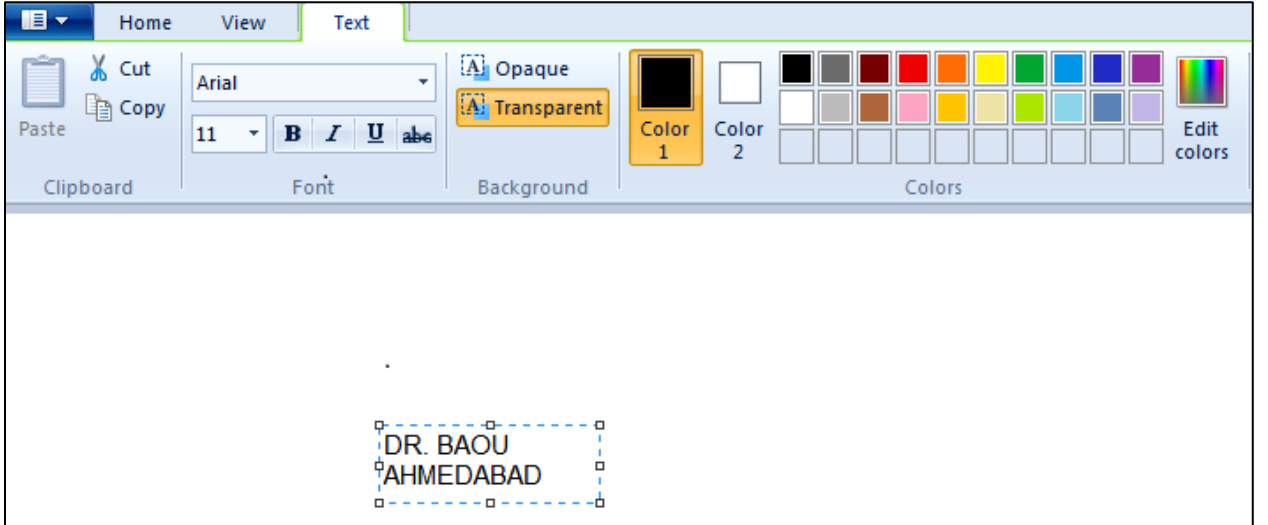 Home View Text
Cut
Copy
Paste
Clipboard
Arial
11 B I U abc
Font
A Opaque
A Transparent
Background
Color 1
Color 2
Edit colors
Colors
DR. BAOU
AHMEDABAD